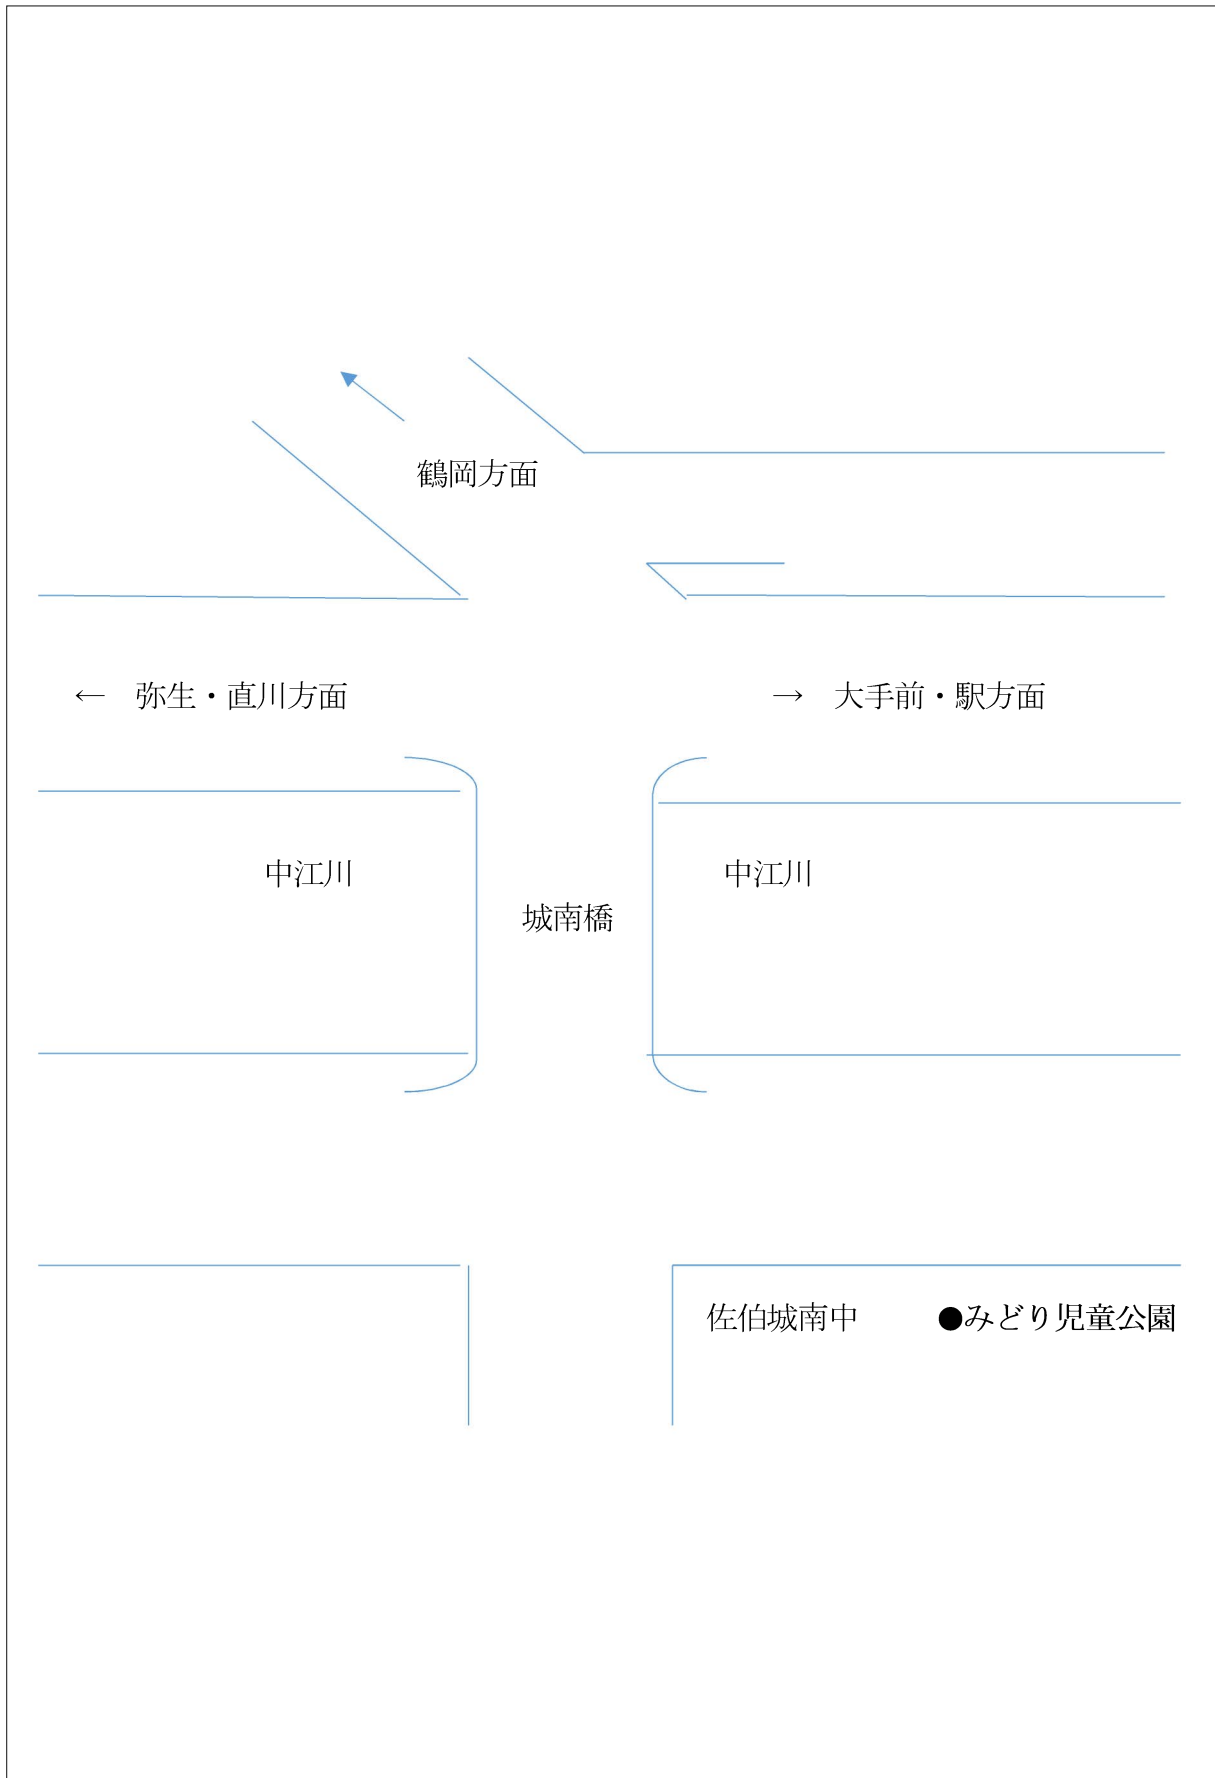 鶴岡方面
← 弥生・直川方面
→ 大手前・駅方面
中江川
中江川
城南橋
佐伯城南中
●みどり児童公園